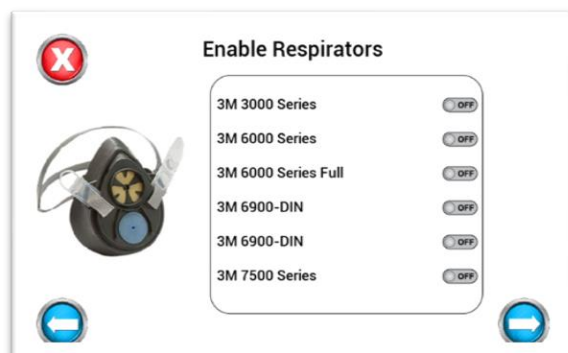 X
Enable Respirators
3M 3000 Series OFF
3M 6000 Series OFF
3M 6000 Series Full OFF
3M 6900-DIN OFF
3M 6900-DIN OFF
3M 7500 Series OFF